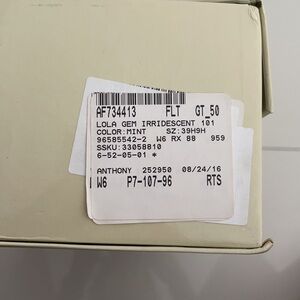 AF734413 FLT GT_50
LOLA GEM IRRIDESCENT 101
COLOR:MINT SZ:39H9H
96585542-2 W6 RX 88 959
SSKU:33058810
6-52-05-01 *
ANTHONY 252950 08/24/16
W6 P7-107-96 RTS